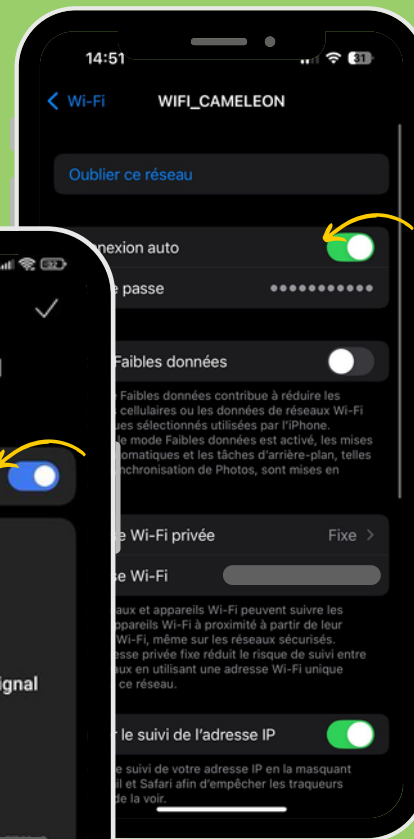 14:51
31
Wi-Fi
WIFI_CAMELEON
Oublier ce réseau
nexion auto
passe
•••••••••••
32
Faibles données
Faibles données contribue à réduire les
cellulaires ou les données de réseaux Wi-Fi
ues sélectionnés utilisées par l'iPhone.
le mode Faibles données est activé, les mises
omatiques et les tâches d'arrière-plan, telles
nchronisation de Photos, sont mises en
e Wi-Fi privée
Fixe >
se Wi-Fi
aux et appareils Wi-Fi peuvent suivre les
ppareils Wi-Fi à proximité à partir de leur
Wi-Fi, même sur les réseaux sécurisés.
esse privée fixe réduit le risque de suivi entre
aux en utilisant une adresse Wi-Fi unique
ce réseau.
ignal
r le suivi de l'adresse IP
e suivi de votre adresse IP en la masquant
il et Safari afin d'empêcher les traqueurs
de la voir.